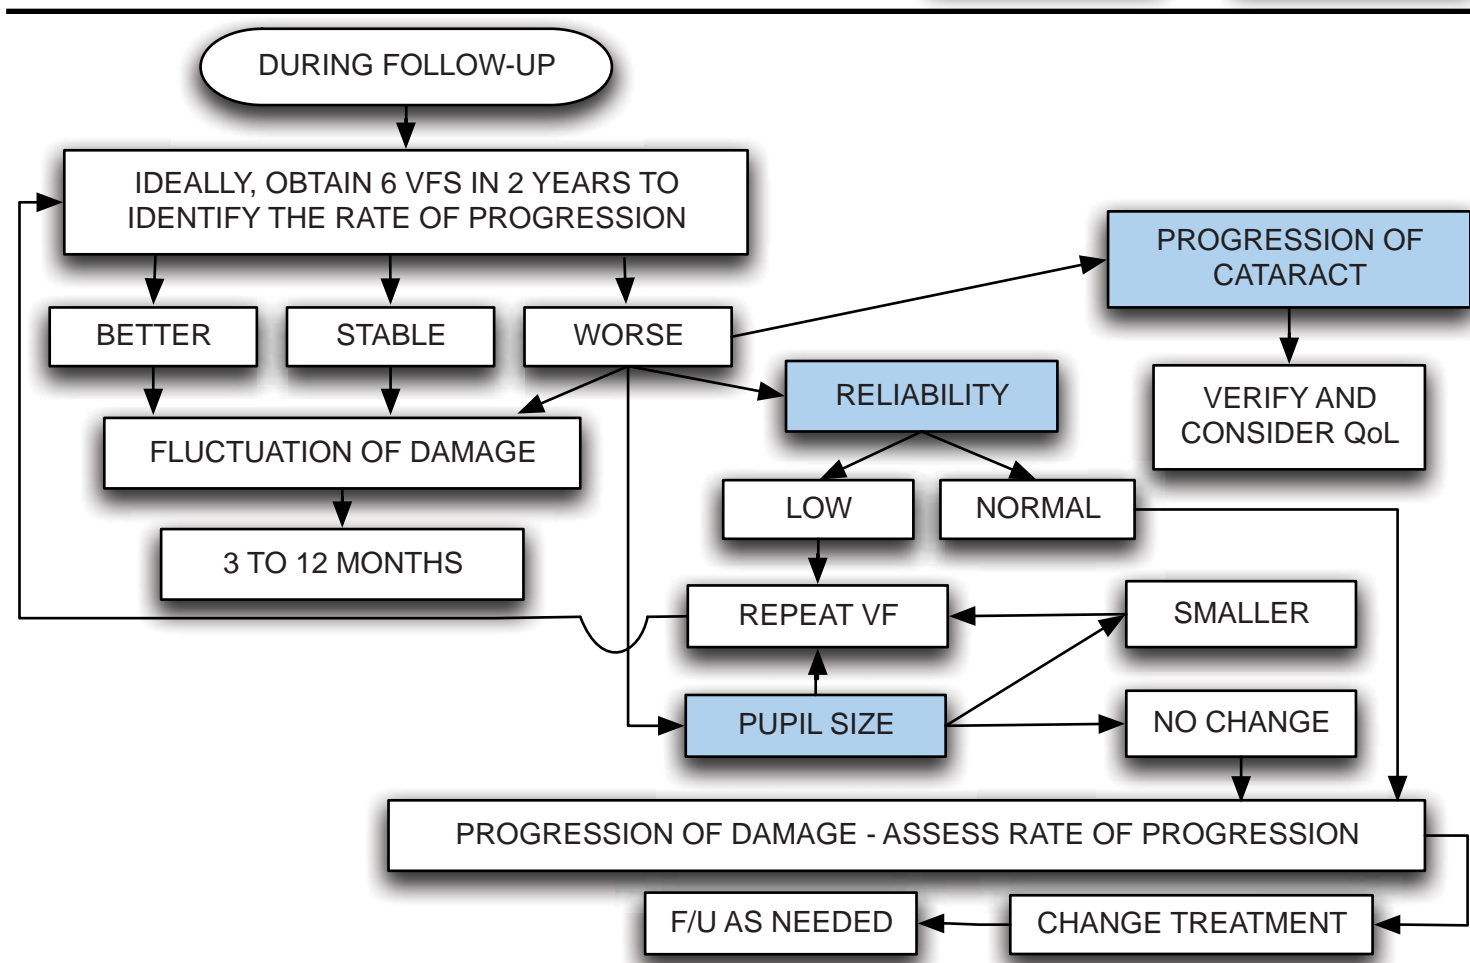 DURING FOLLOW-UP
IDEALLY, OBTAIN 6 VFS IN 2 YEARS TO
IDENTIFY THE RATE OF PROGRESSION
PROGRESSION OF
CATARACT
BETTER
STABLE
WORSE
RELIABILITY
VERIFY AND
CONSIDER QoL
FLUCTUATION OF DAMAGE
LOW
NORMAL
3 TO 12 MONTHS
REPEAT VF
SMALLER
PUPIL SIZE
NO CHANGE
PROGRESSION OF DAMAGE - ASSESS RATE OF PROGRESSION
F/U AS NEEDED
CHANGE TREATMENT